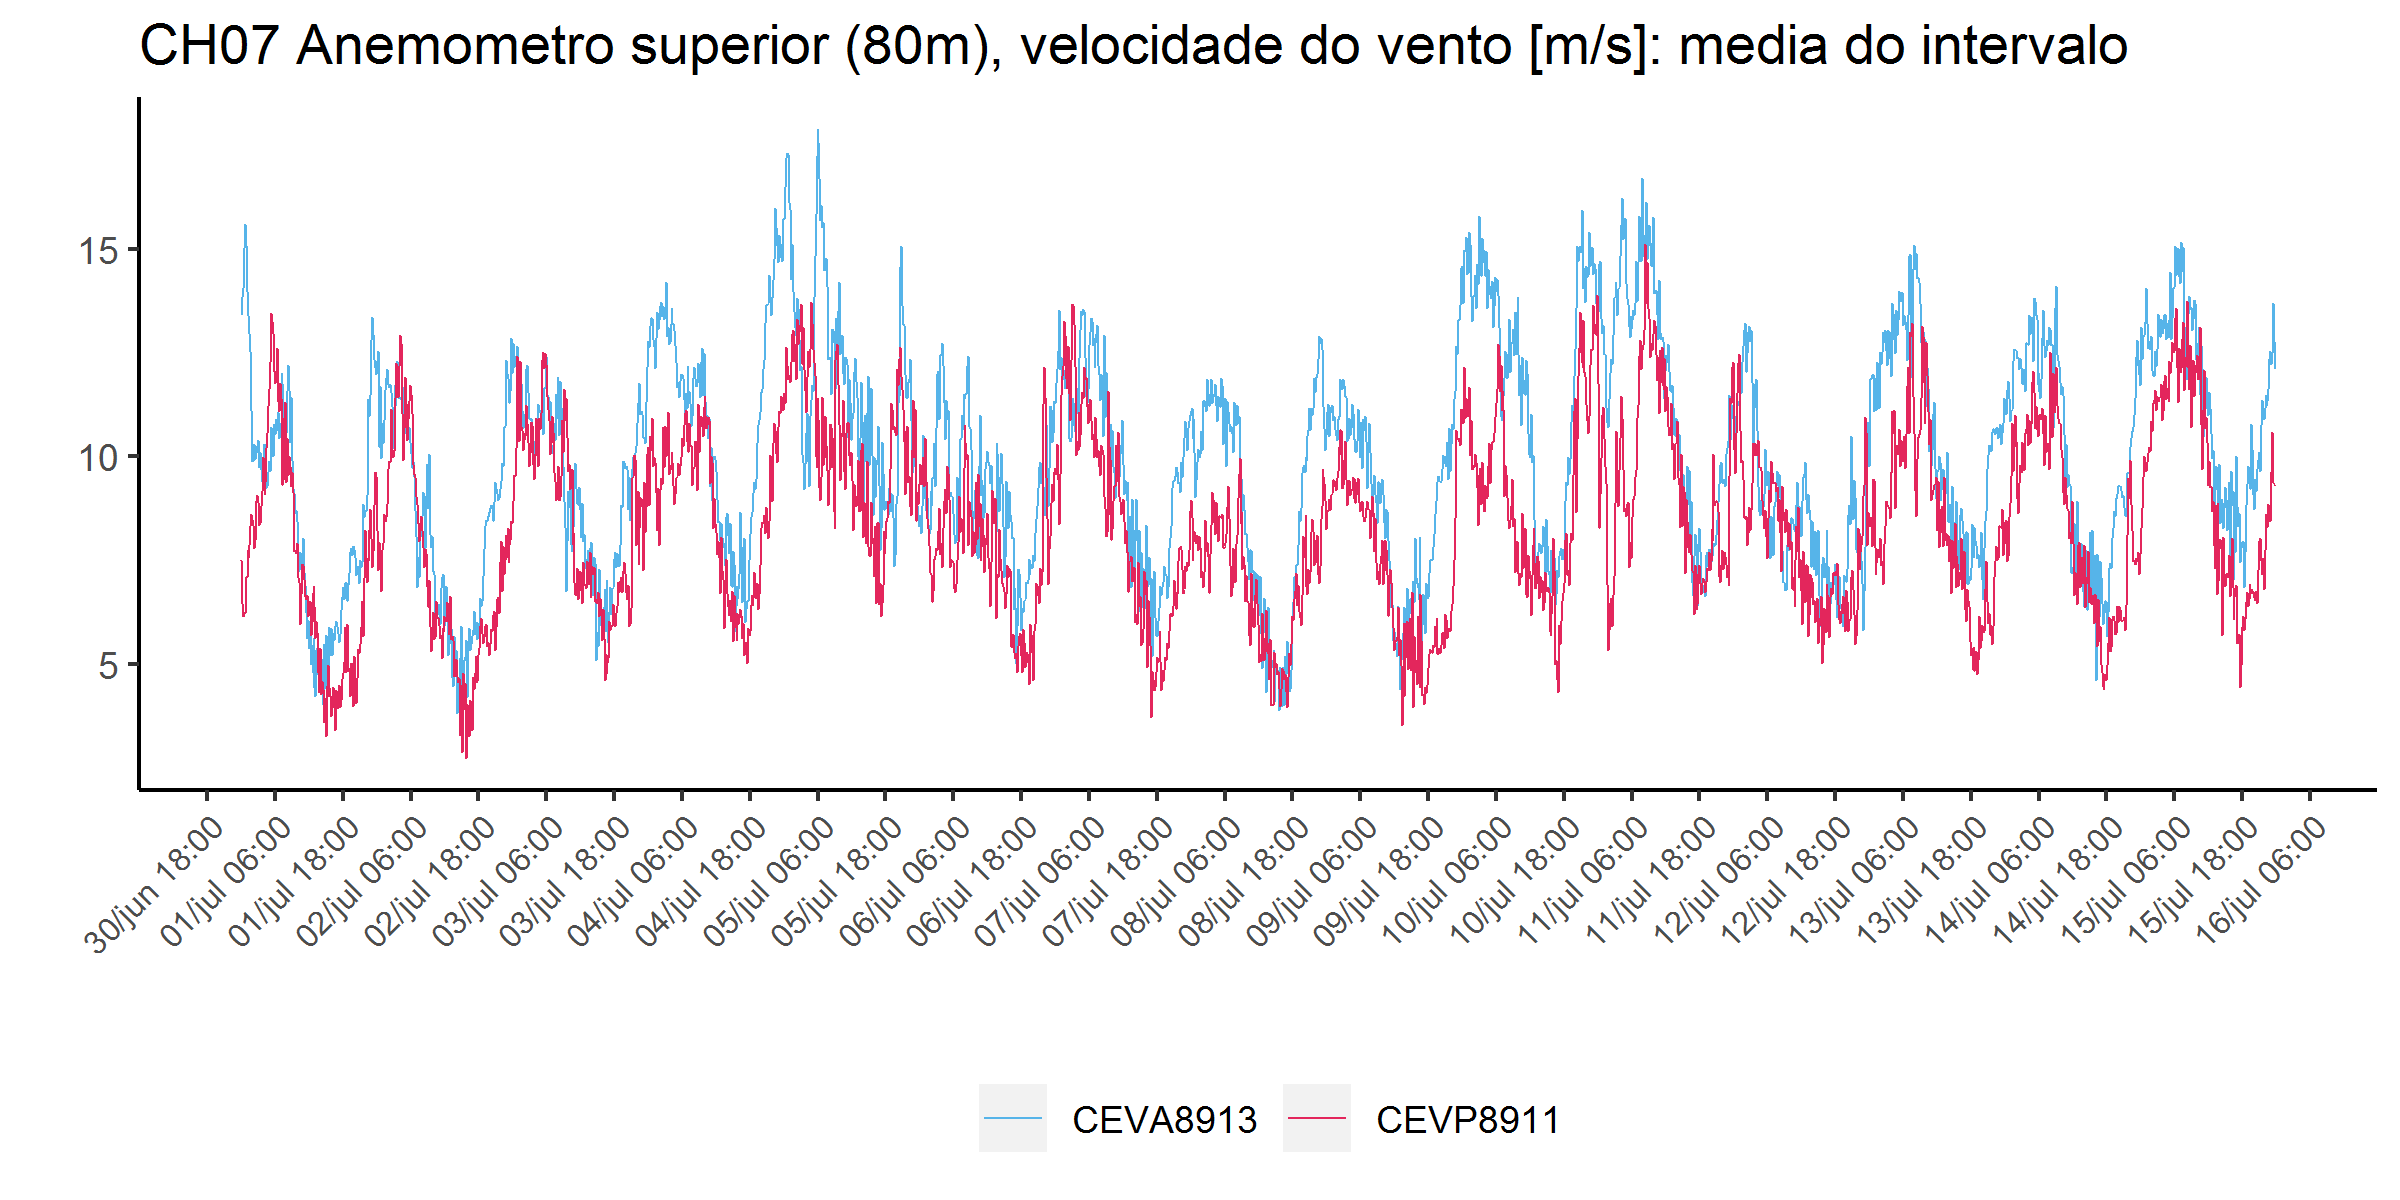 CH07 Anemometro superior (80m), velocidade do vento [m/s]: media do intervalo
15
10
5
30/jun 18:00
01/jul 06:00
01/jul 18:00
02/jul 06:00
02/jul 18:00
03/jul 06:00
03/jul 18:00
04/jul 06:00
04/jul 18:00
05/jul 06:00
05/jul 18:00
06/jul 06:00
06/jul 18:00
07/jul 06:00
07/jul 18:00
08/jul 06:00
08/jul 18:00
09/jul 06:00
09/jul 18:00
10/jul 06:00
10/jul 18:00
11/jul 06:00
11/jul 18:00
12/jul 06:00
12/jul 18:00
13/jul 06:00
13/jul 18:00
14/jul 06:00
14/jul 18:00
15/jul 06:00
15/jul 18:00
16/jul 06:00
CEVA8913
CEVP8911